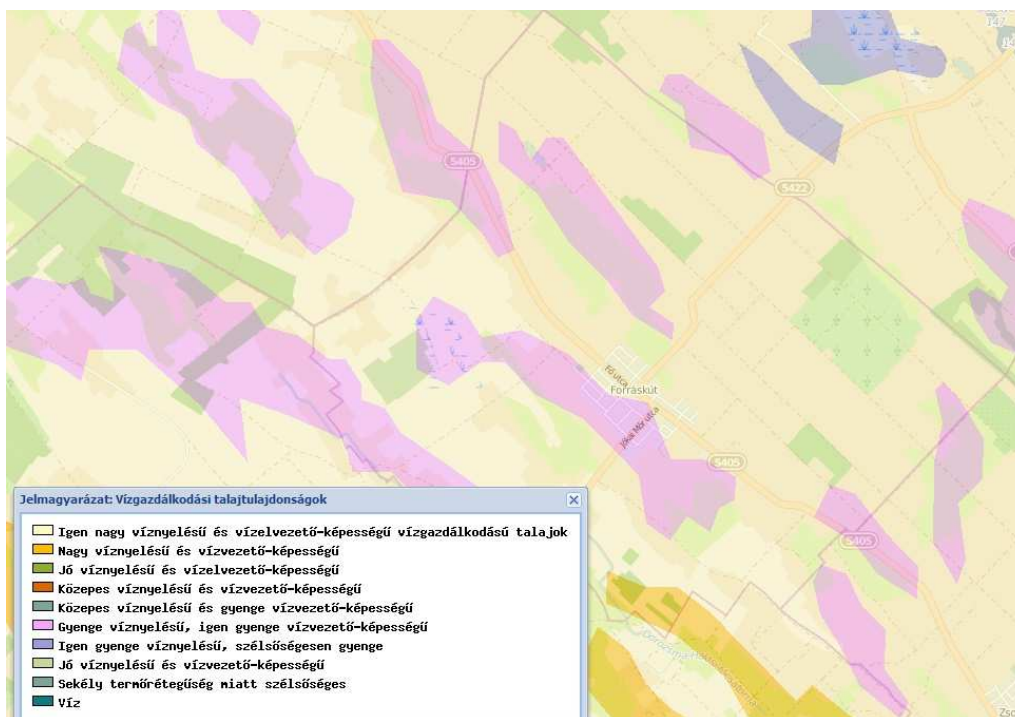 147
S405
S422
Fő utca
Forráskút
Jókai Mór utca
S405
S405
Zso
Jelmagyarázat: Vízgazdálkodási talajtulajdonságok
Igen nagy víznyelésű és vízelvezető-képességű vízgazdálkodású talajok
Nagy víznyelésű és vízvezető-képességű
Jó víznyelésű és vízelvezető-képességű
Közepes víznyelésű és vízvezető-képességű
Közepes víznyelésű és gyenge vízvezető-képességű
Gyenge víznyelésű, igen gyenge vízvezető-képességű
Igen gyenge víznyelésű, szélsőségesen gyenge
Jó víznyelésű és vízvezető-képességű
Sekély termőrétegűség miatt szélsőséges
Víz